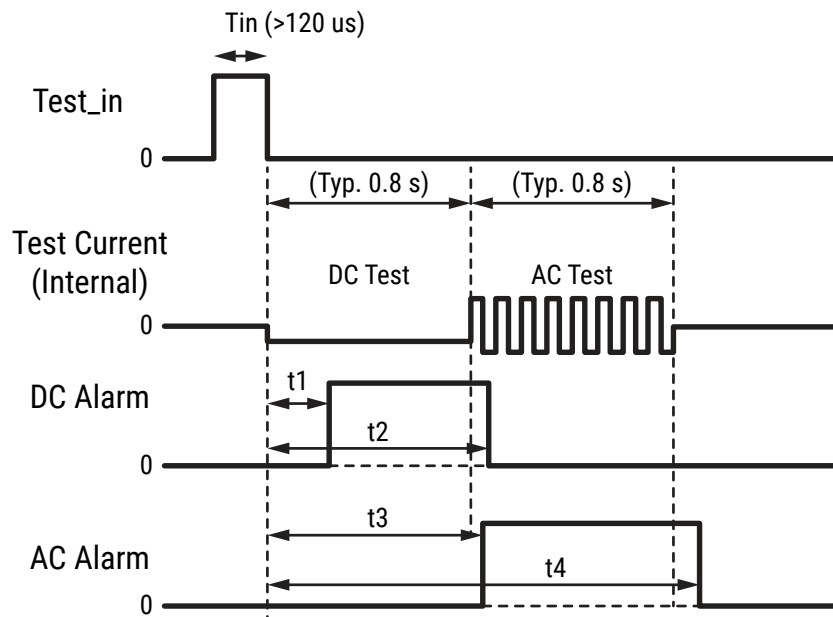 Tin (>120 us)
Test_in
0
(Typ. 0.8 s) (Typ. 0.8 s)
Test Current
(Internal)
DC Test AC Test
0
t1
DC Alarm
t2
0
t3
AC Alarm
t4
0